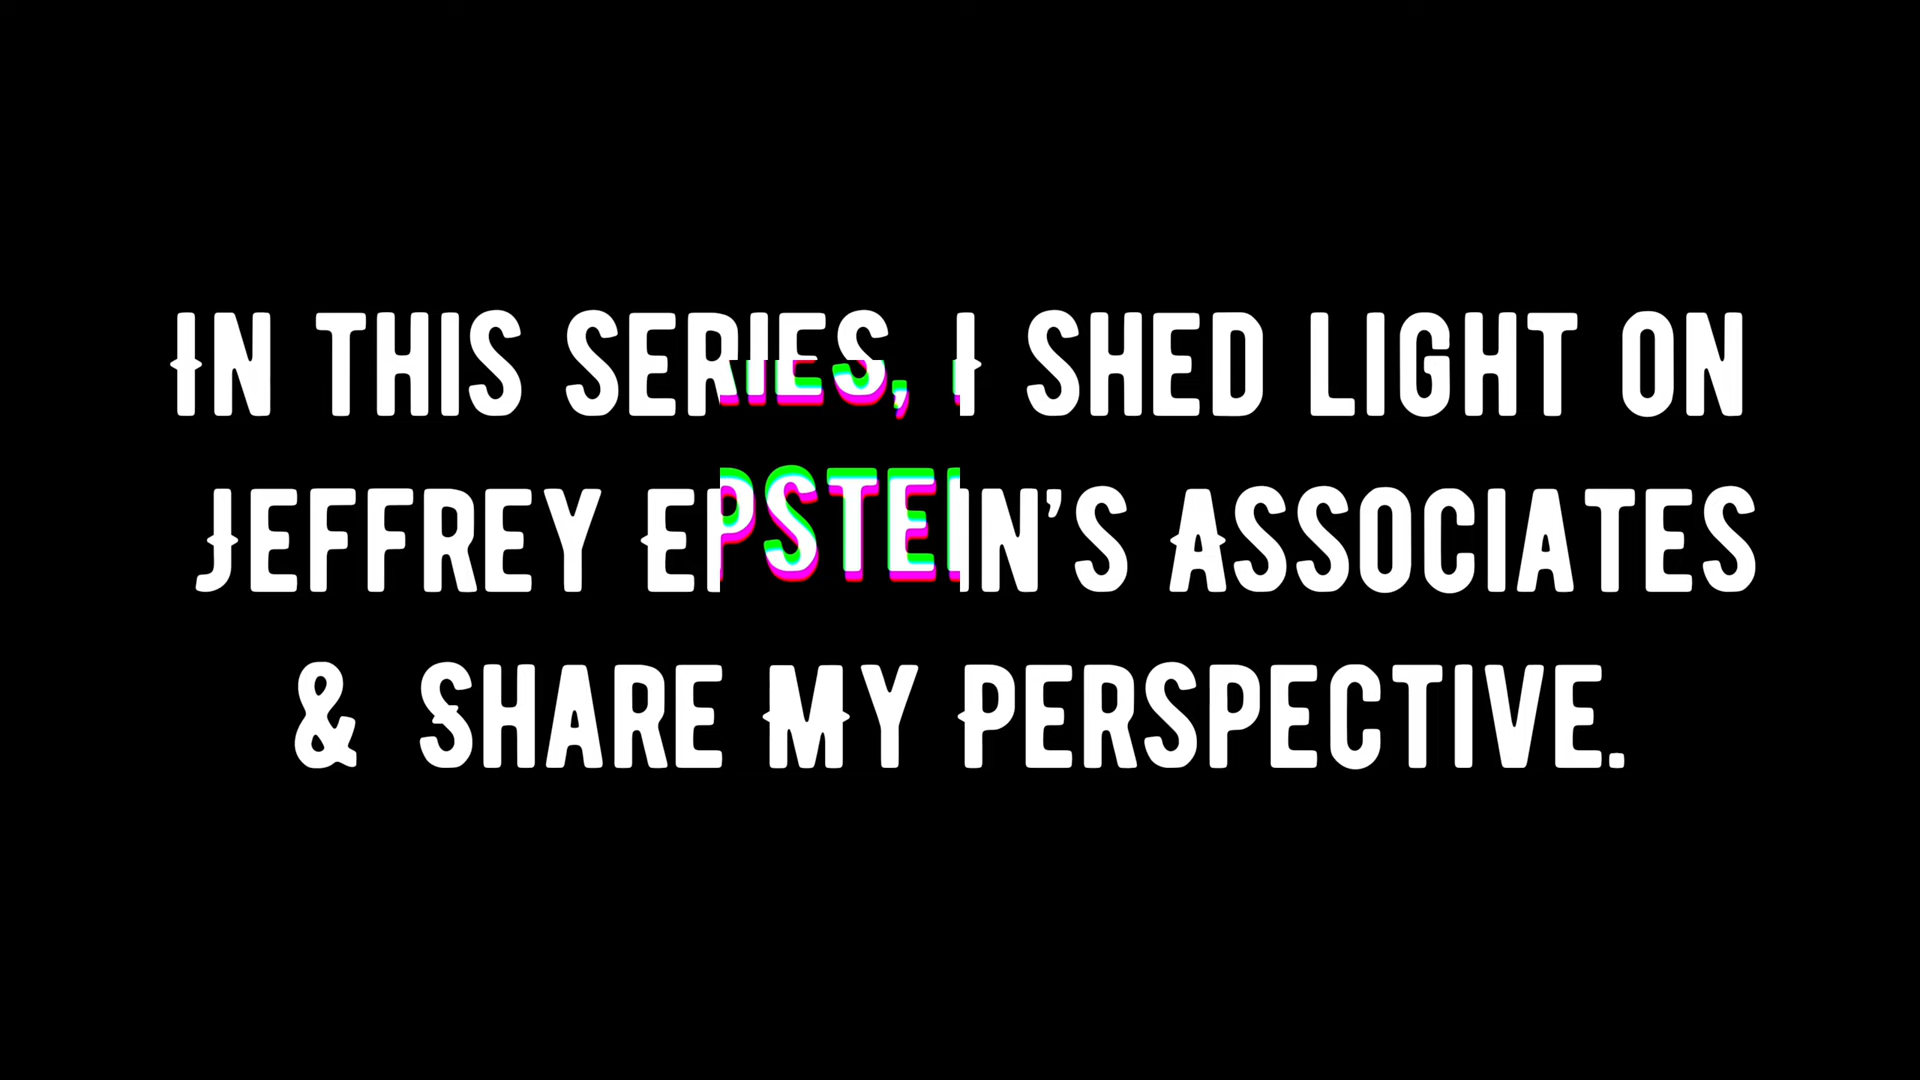 In this series, I shed light on
Jeffrey Epstein's Associates
& Share My Perspective.